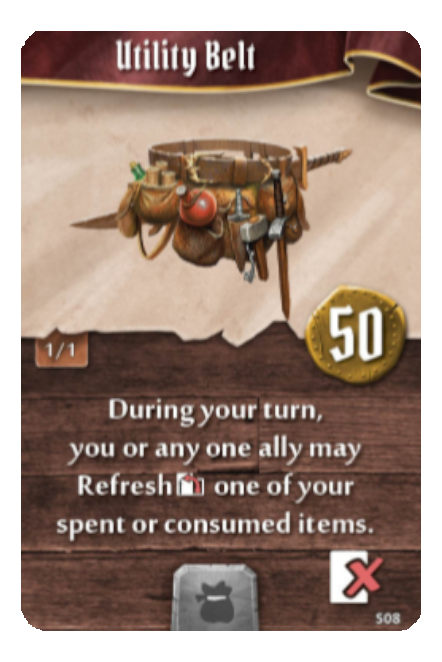 Utility Belt
50
1/1
During your turn,
you or any one ally may
Refresh one of your
spent or consumed items.
508